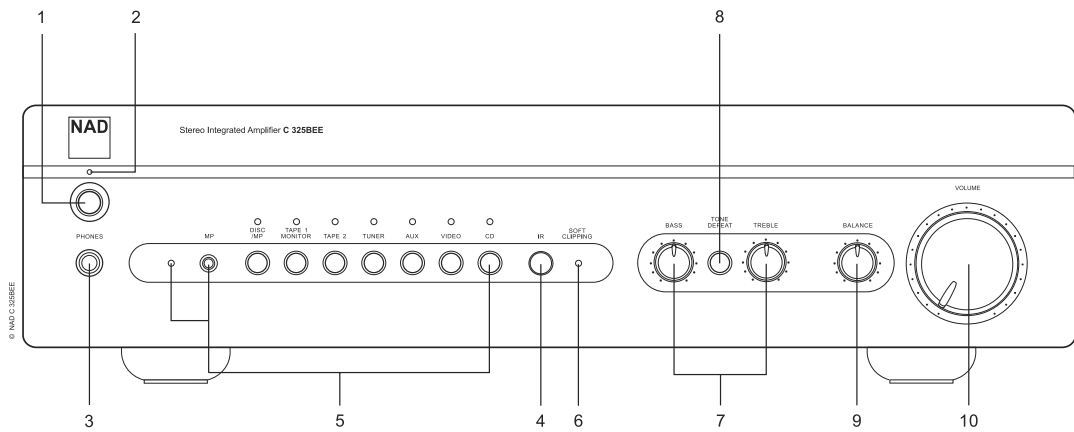 1 2 8
NAD
Stereo Integrated Amplifier C 325BEE
VOLUME
PHONES
MP
DISC
/MP
TAPE 1
MONITOR
TAPE 2
TUNER
AUX
VIDEO
CD
IR
SOFT
CLIPPING
BASS
TONE
DEFEAT
TREBLE
BALANCE
© NAD C 325BEE
3 5 4 6 7 9 10